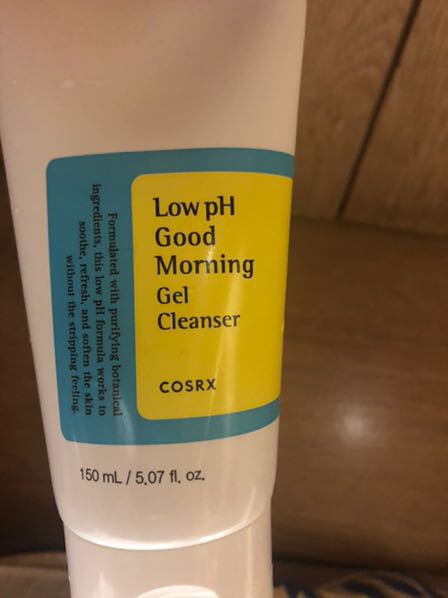 Low pH
Good
Morning
Gel
Cleanser
COSRX
Formulated with purifying botanical
ingredients, this low pH formula works to
soothe, refresh, and soften the skin
without the stripping feeling.
150 mL / 5.07 fl. oz.